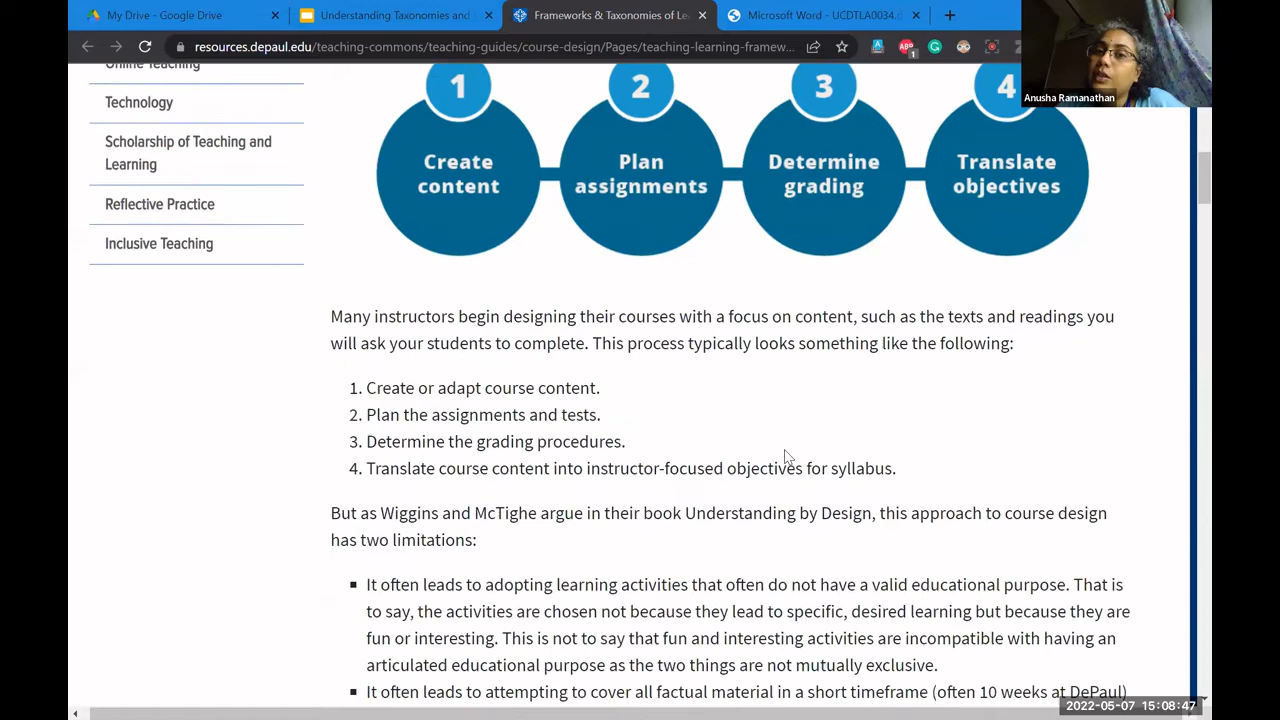 My Drive - Google Drive
Understanding Taxonomies and
Frameworks & Taxonomies of Le
Microsoft Word - UCDTLA0034.d
resources.depaul.edu/teaching-commons/teaching-guides/course-design/Pages/teaching-learning-framew...
ABP
1
Anusha Ramanathan
Online Teaching
Technology
Scholarship of Teaching and
Learning
Reflective Practice
Inclusive Teaching
1
2
3
4
Create
content
Plan
assignments
Determine
grading
Translate
objectives
Many instructors begin designing their courses with a focus on content, such as the texts and readings you
will ask your students to complete. This process typically looks something like the following:
1. Create or adapt course content.
2. Plan the assignments and tests.
3. Determine the grading procedures.
4. Translate course content into instructor-focused objectives for syllabus.
But as Wiggins and McTighe argue in their book Understanding by Design, this approach to course design
has two limitations:
It often leads to adopting learning activities that often do not have a valid educational purpose. That is
to say, the activities are chosen not because they lead to specific, desired learning but because they are
fun or interesting. This is not to say that fun and interesting activities are incompatible with having an
articulated educational purpose as the two things are not mutually exclusive.
It often leads to attempting to cover all factual material in a short timeframe (often 10 weeks at DePaul)
2022-05-07 15:08:47